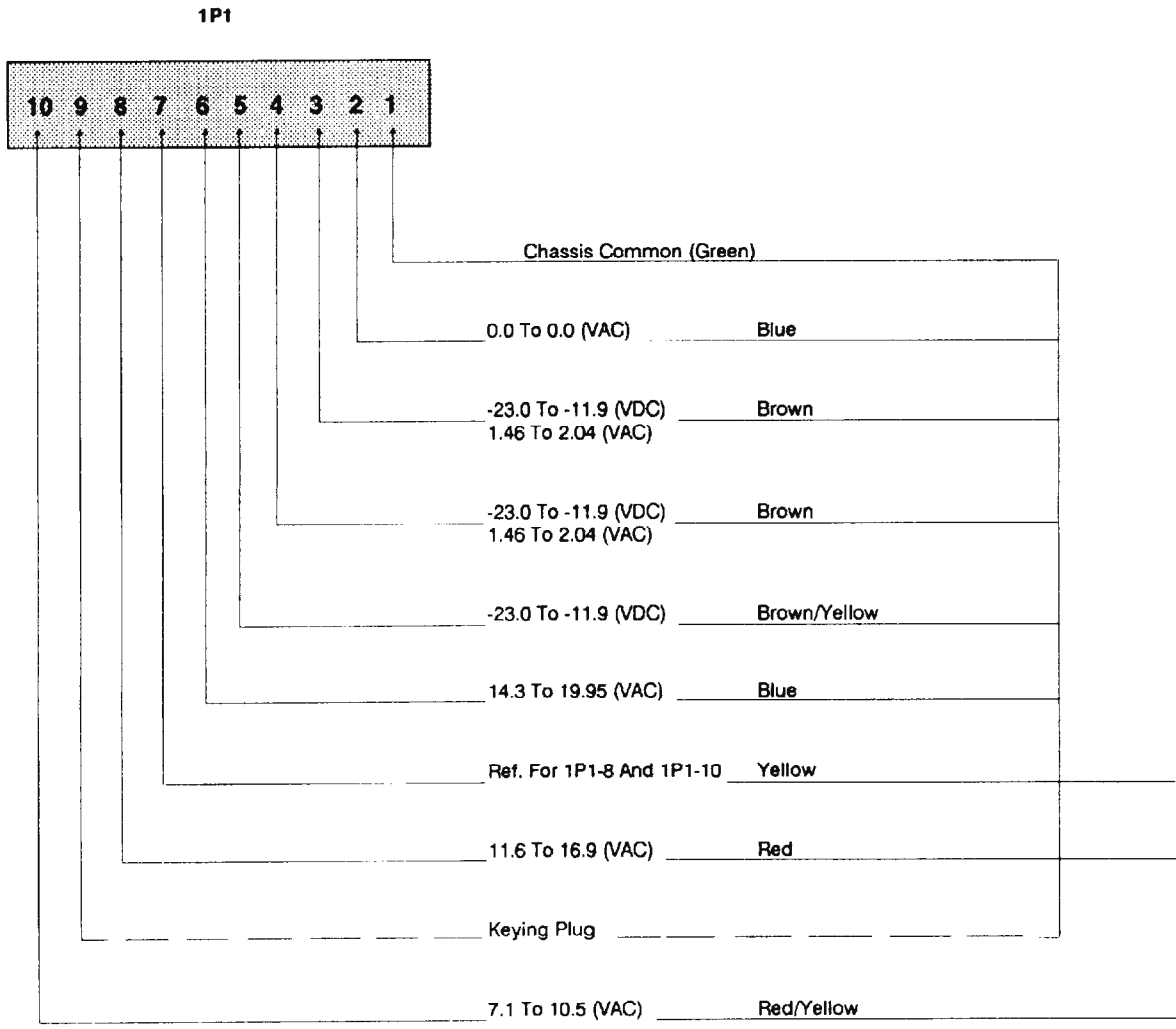 1P1
10 9 8 7 6 5 4 3 2 1
Chassis Common (Green)
0.0 To 0.0 (VAC) Blue
-23.0 To -11.9 (VDC) Brown
1.46 To 2.04 (VAC)
-23.0 To -11.9 (VDC) Brown
1.46 To 2.04 (VAC)
-23.0 To -11.9 (VDC) Brown/Yellow
14.3 To 19.95 (VAC) Blue
Ref. For 1P1-8 And 1P1-10 Yellow
11.6 To 16.9 (VAC) Red
Keying Plug
7.1 To 10.5 (VAC) Red/Yellow